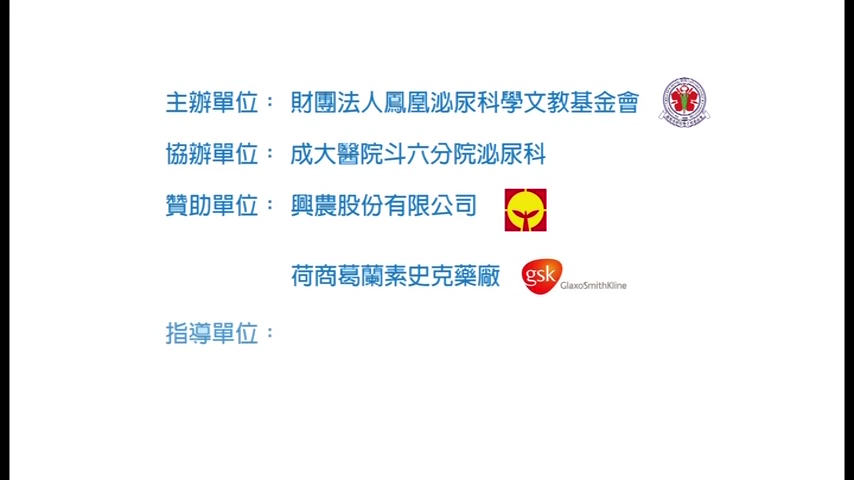 主辦單位： 財團法人鳳凰泌尿科學文教基金會
協辦單位： 成大醫院斗六分院泌尿科
贊助單位： 興農股份有限公司
荷商葛蘭素史克藥廠 gsk GlaxoSmithKline
指導單位：